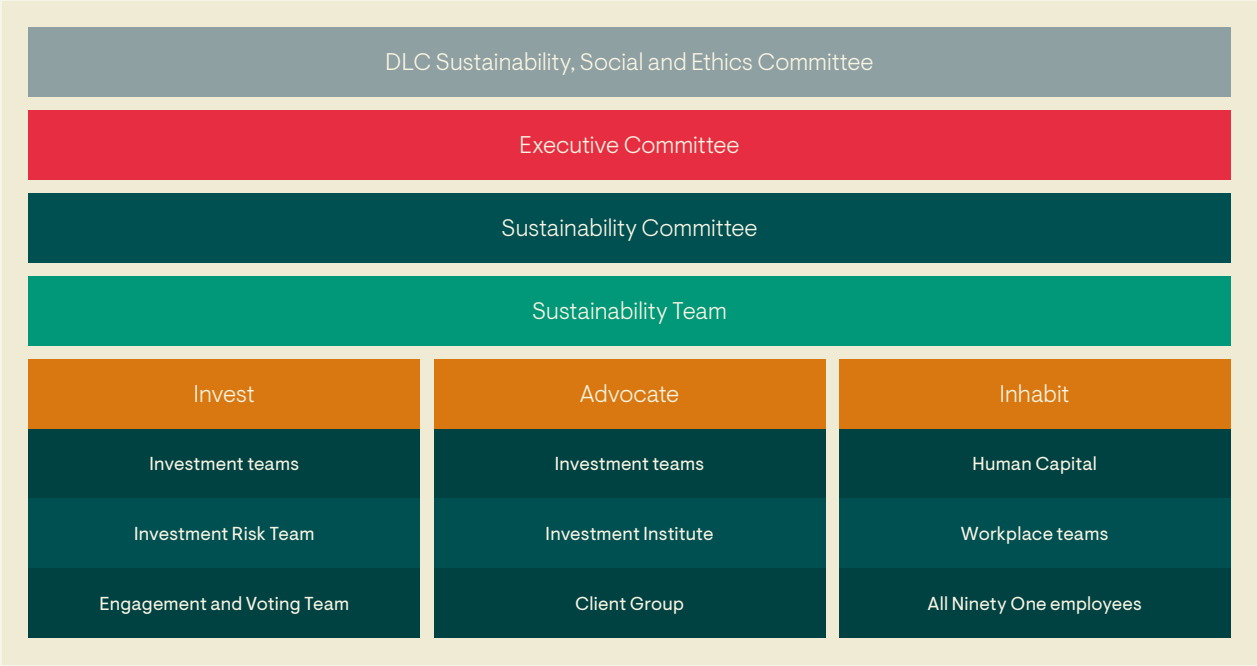 DLC Sustainability, Social and Ethics Committee
Executive Committee
Sustainability Committee
Sustainability Team
Invest
Investment teams
Investment Risk Team
Engagement and Voting Team
Advocate
Investment teams
Investment Institute
Client Group
Inhabit
Human Capital
Workplace teams
All Ninety One employees